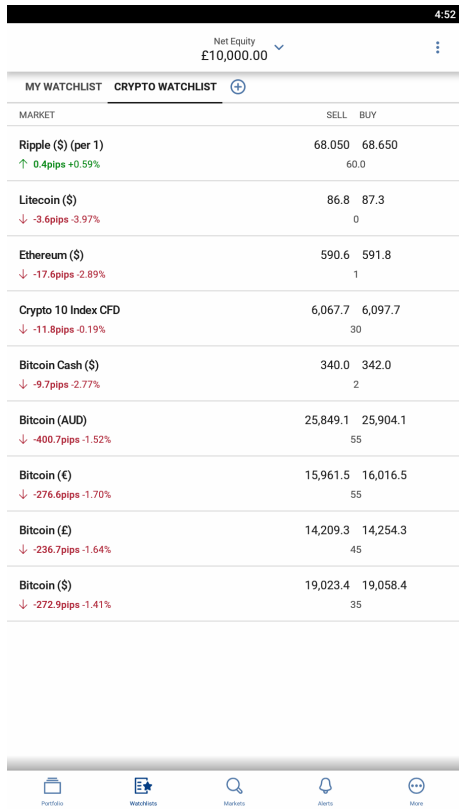 4:52
Net Equity
£10,000.00
MY WATCHLIST CRYPTO WATCHLIST
MARKET SELL BUY
Ripple ($) (per 1) 68.050 68.650
0.4pips +0.59% 60.0
Litecoin ($) 86.8 87.3
-3.6pips -3.97% 0
Ethereum ($) 590.6 591.8
-17.6pips -2.89% 1
Crypto 10 Index CFD 6,067.7 6,097.7
-11.8pips -0.19% 30
Bitcoin Cash ($) 340.0 342.0
-9.7pips -2.77% 2
Bitcoin (AUD) 25,849.1 25,904.1
-400.7pips -1.52% 55
Bitcoin (€) 15,961.5 16,016.5
-276.6pips -1.70% 55
Bitcoin (£) 14,209.3 14,254.3
-236.7pips -1.64% 45
Bitcoin ($) 19,023.4 19,058.4
-272.9pips -1.41% 35
Portfolio Watchlists Markets Alerts More